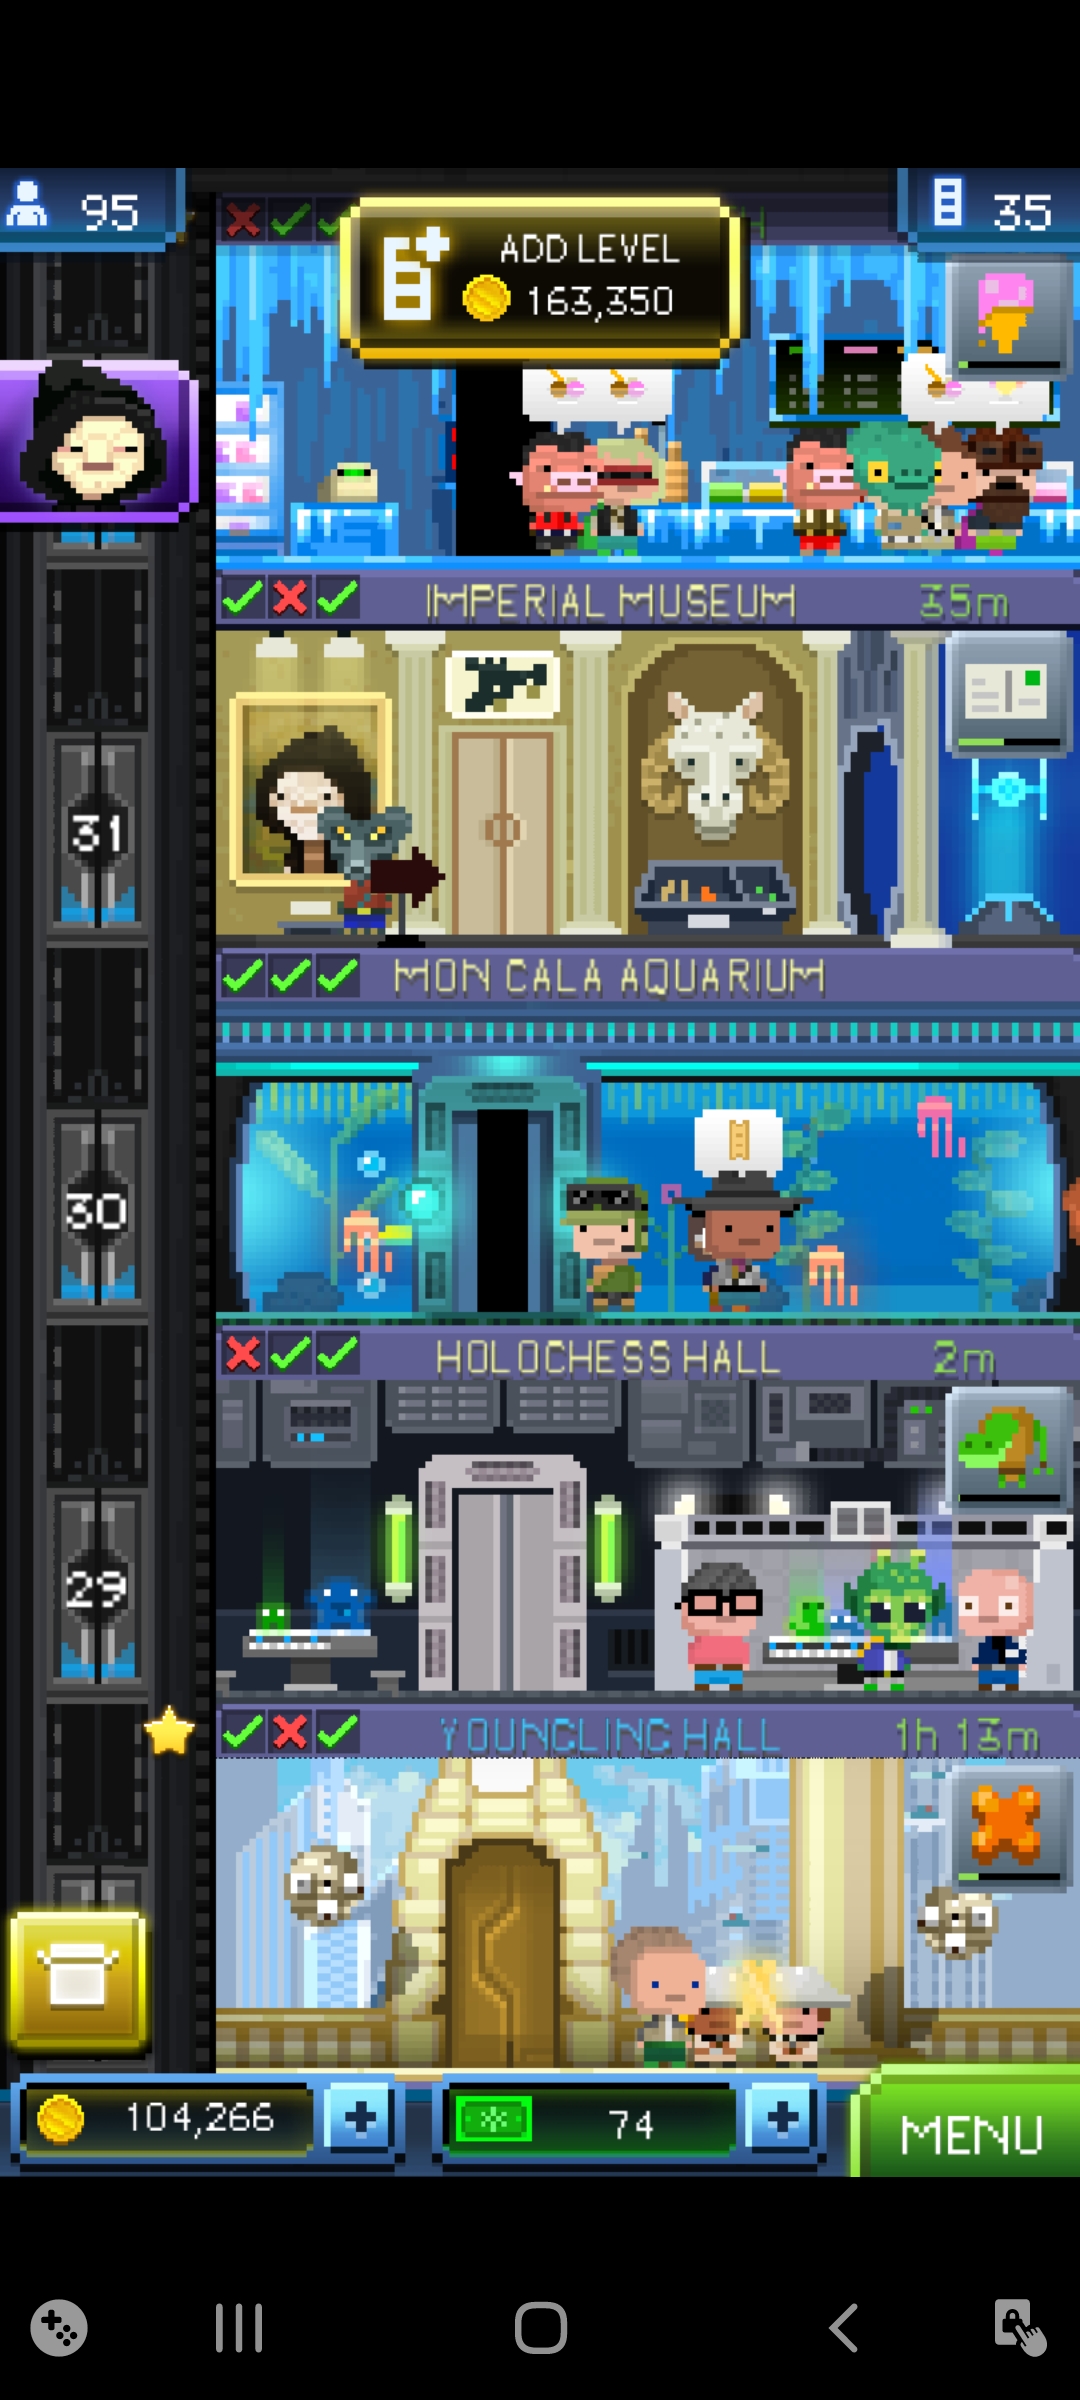 95
35
ADD LEVEL
163,350
IMPERIAL MUSEUM 35m
31
MON CALA AQUARIUM
30
HOLOCHESS HALL 2m
29
YOUNGLING HALL 1h 13m
104,266
74
MENU